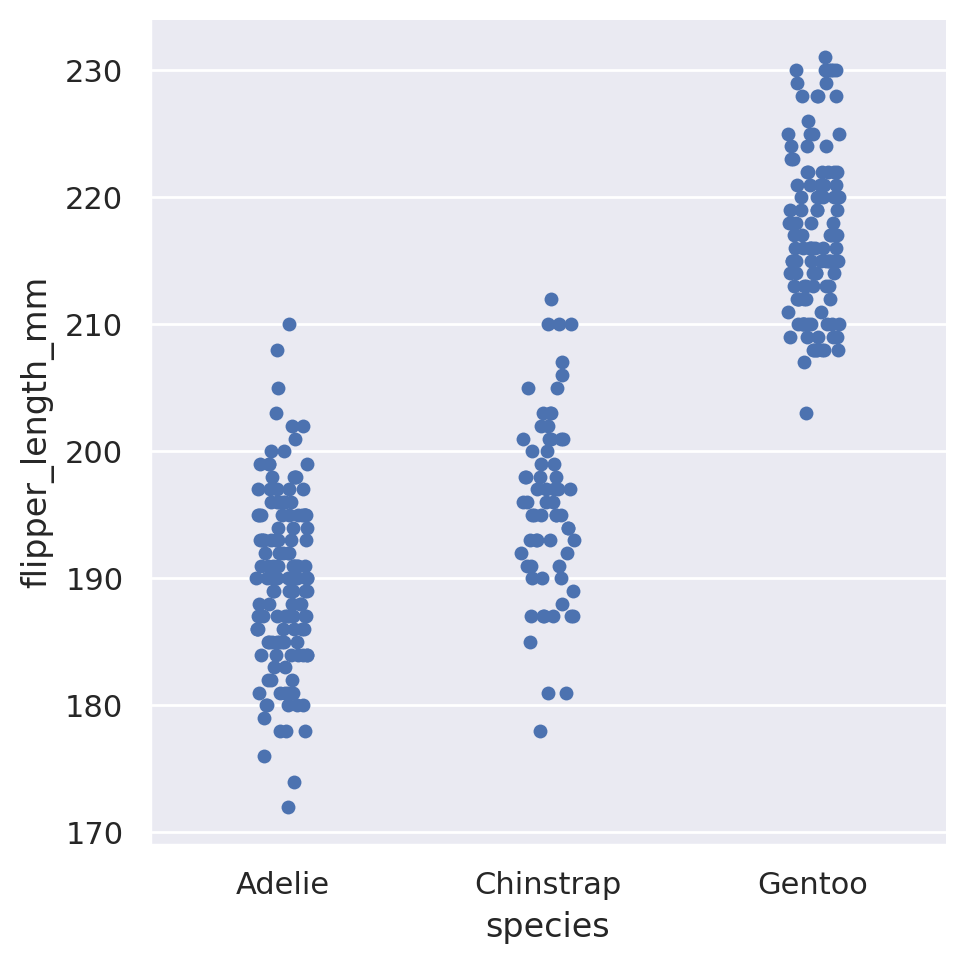 230
220
210
200
190
180
170
flipper_length_mm
Adelie
Chinstrap
Gentoo
species